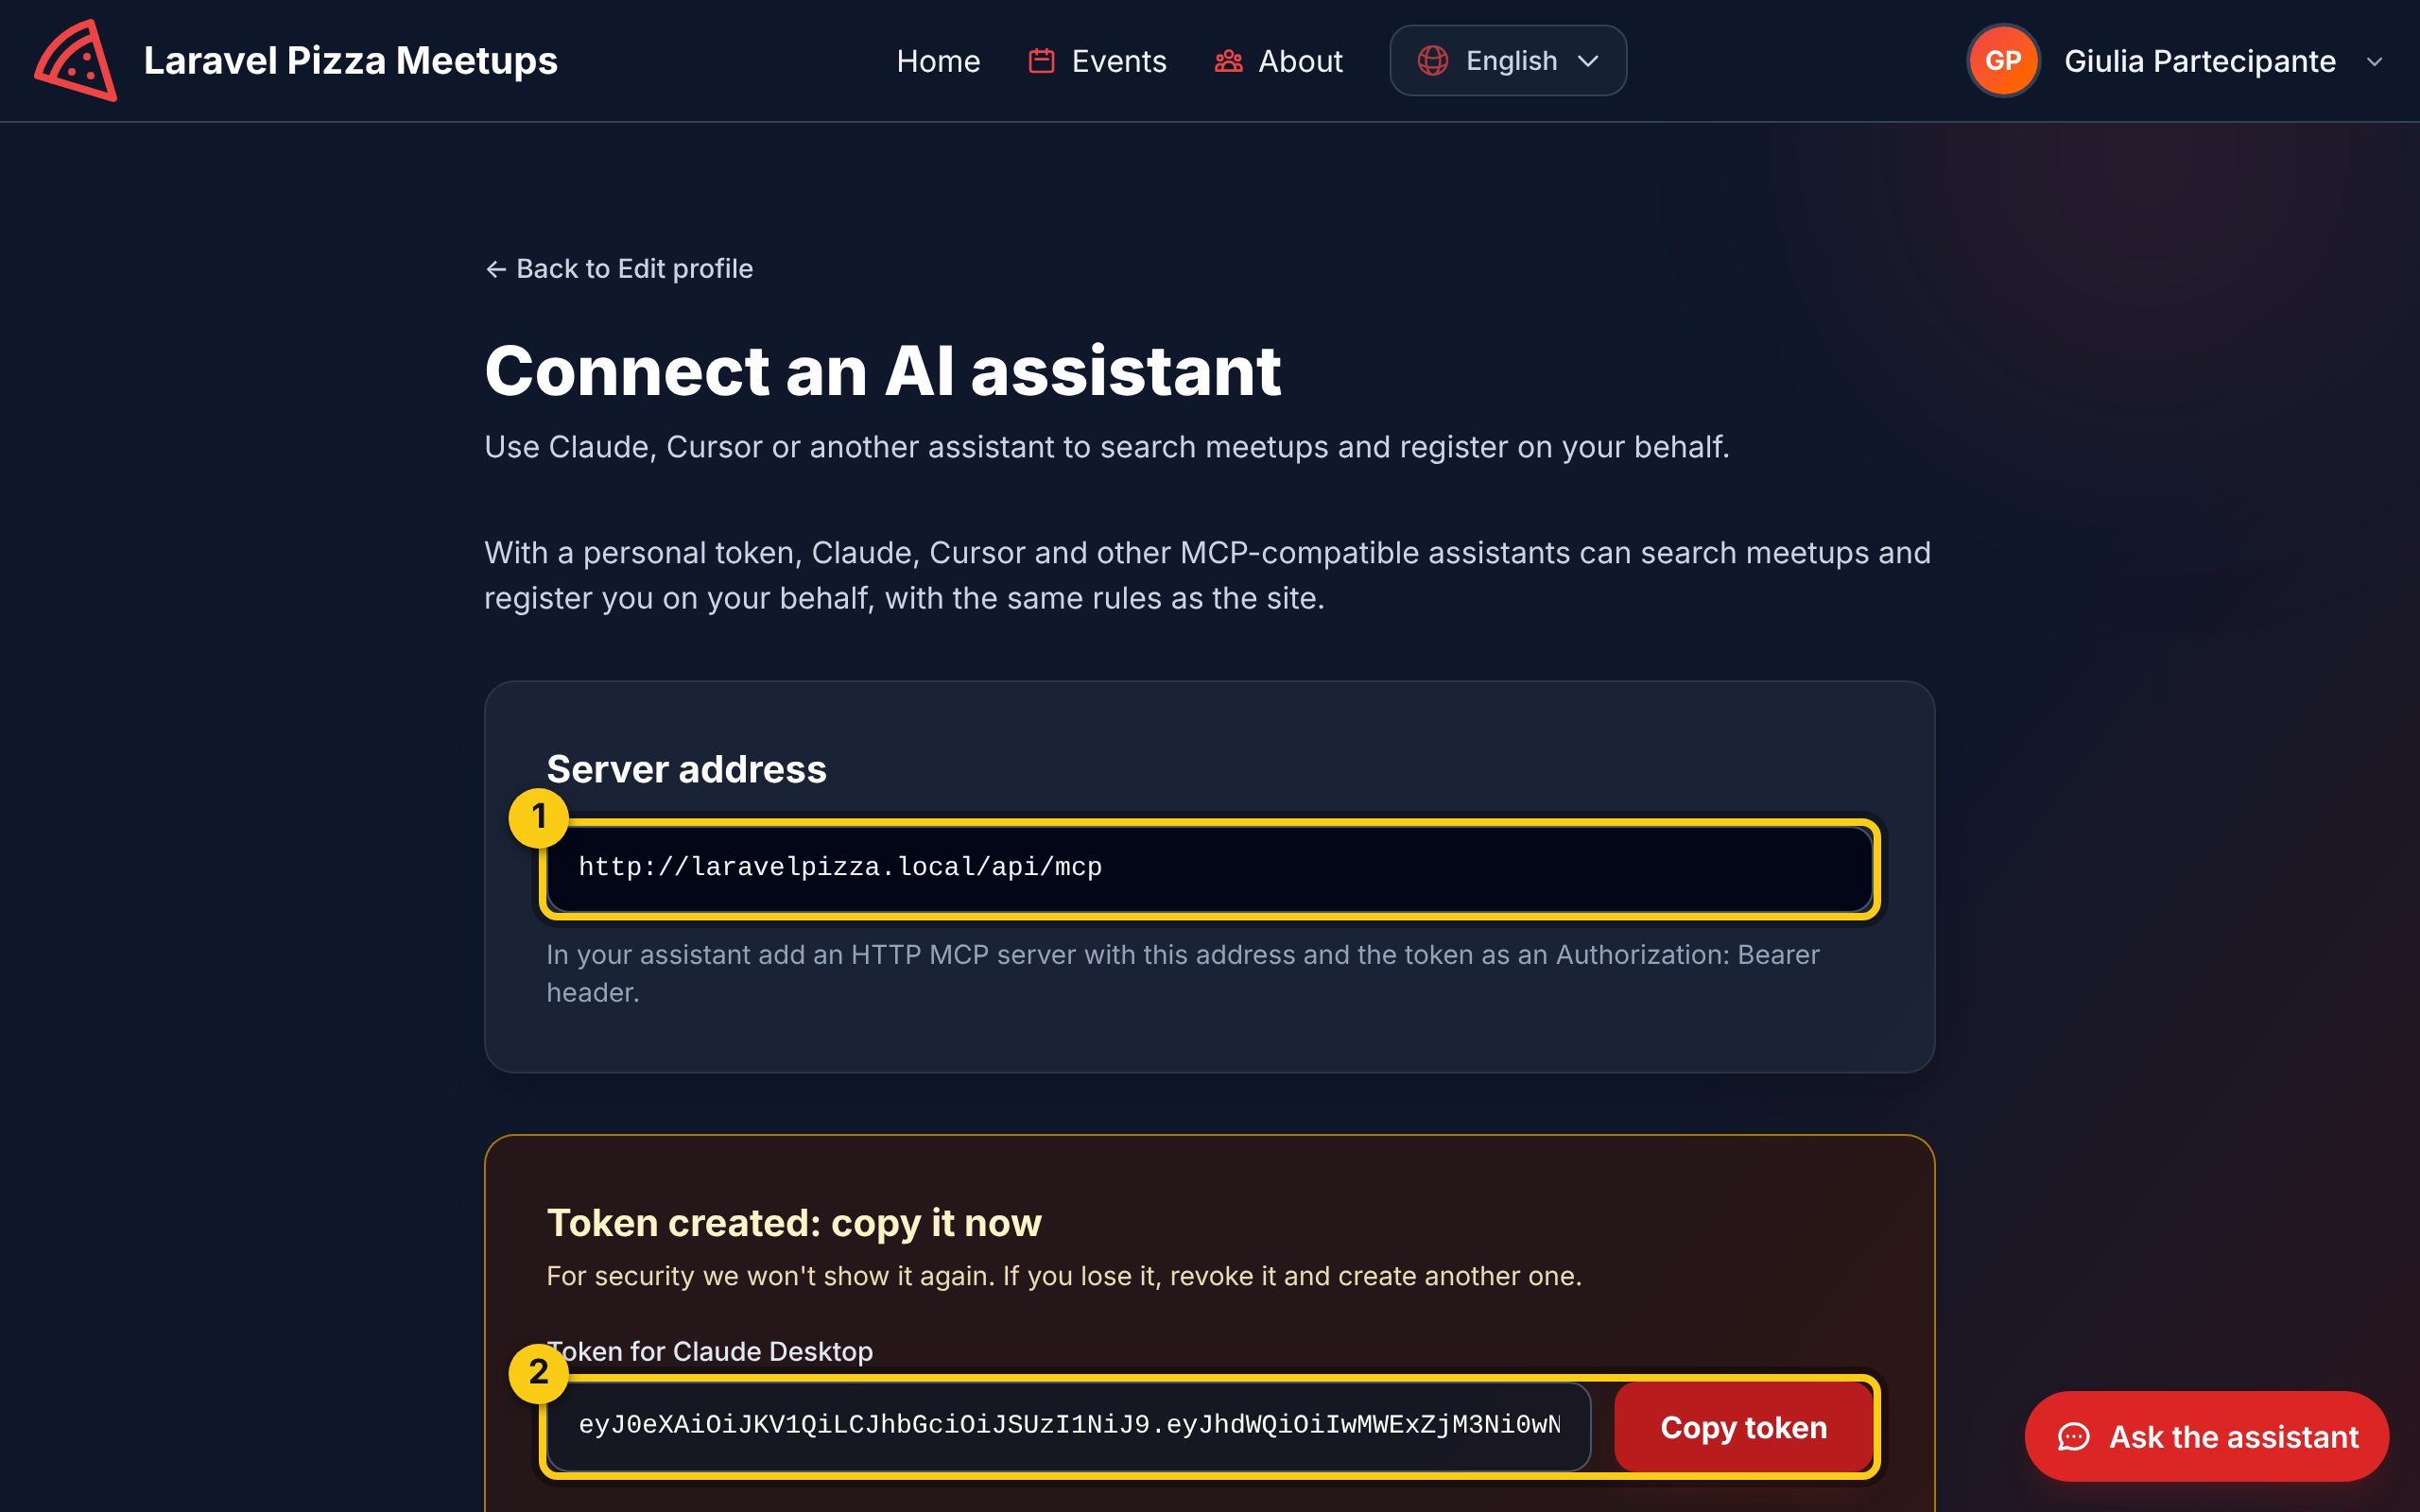 Laravel Pizza Meetups
Home
Events
About
English
GP
Giulia Partecipante
← Back to Edit profile
Connect an AI assistant
Use Claude, Cursor or another assistant to search meetups and register on your behalf.
With a personal token, Claude, Cursor and other MCP-compatible assistants can search meetups and
register you on your behalf, with the same rules as the site.
Server address
1
http://laravelpizza.local/api/mcp
In your assistant add an HTTP MCP server with this address and the token as an Authorization: Bearer
header.
Token created: copy it now
For security we won't show it again. If you lose it, revoke it and create another one.
Token for Claude Desktop
2
eyJ0eXAiOiJKV1QiLCJhbGciOiJSUzI1NiJ9.eyJhdWQiOiIwMWExZjM3Ni0wN
Copy token
Ask the assistant